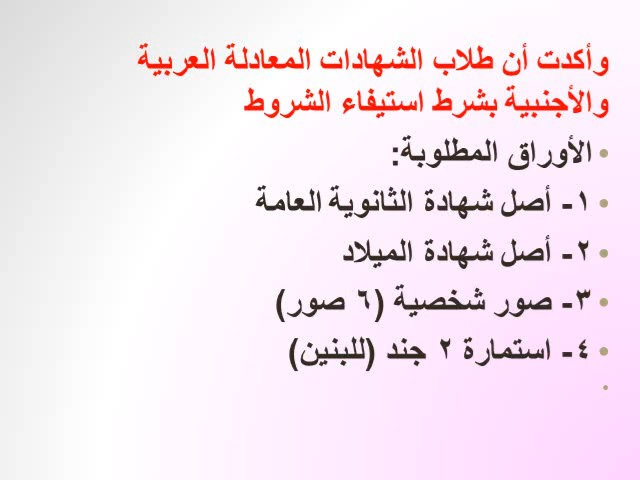 وأكدت أن طلاب الشهادات المعادلة العربية
والأجنبية بشرط استيفاء الشروط
• الأوراق المطلوبة:
• ١- أصل شهادة الثانوية العامة
• ٢- أصل شهادة الميلاد
• ٣- صور شخصية (٦ صور)
• ٤- استمارة ٢ جند (للبنين)